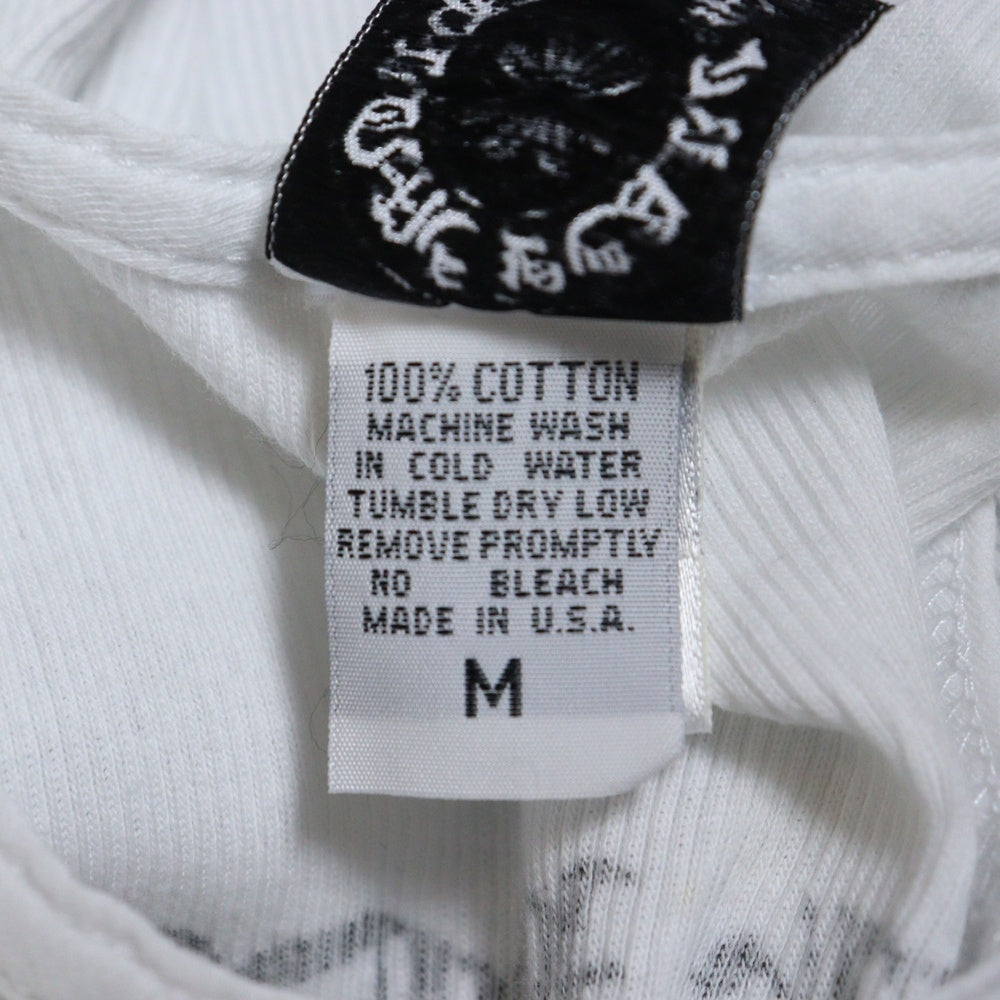 100% COTTON
MACHINE WASH
IN COLD WATER
TUMBLE DRY LOW
REMOVE PROMPTLY
NO BLEACH
MADE IN U.S.A.
M